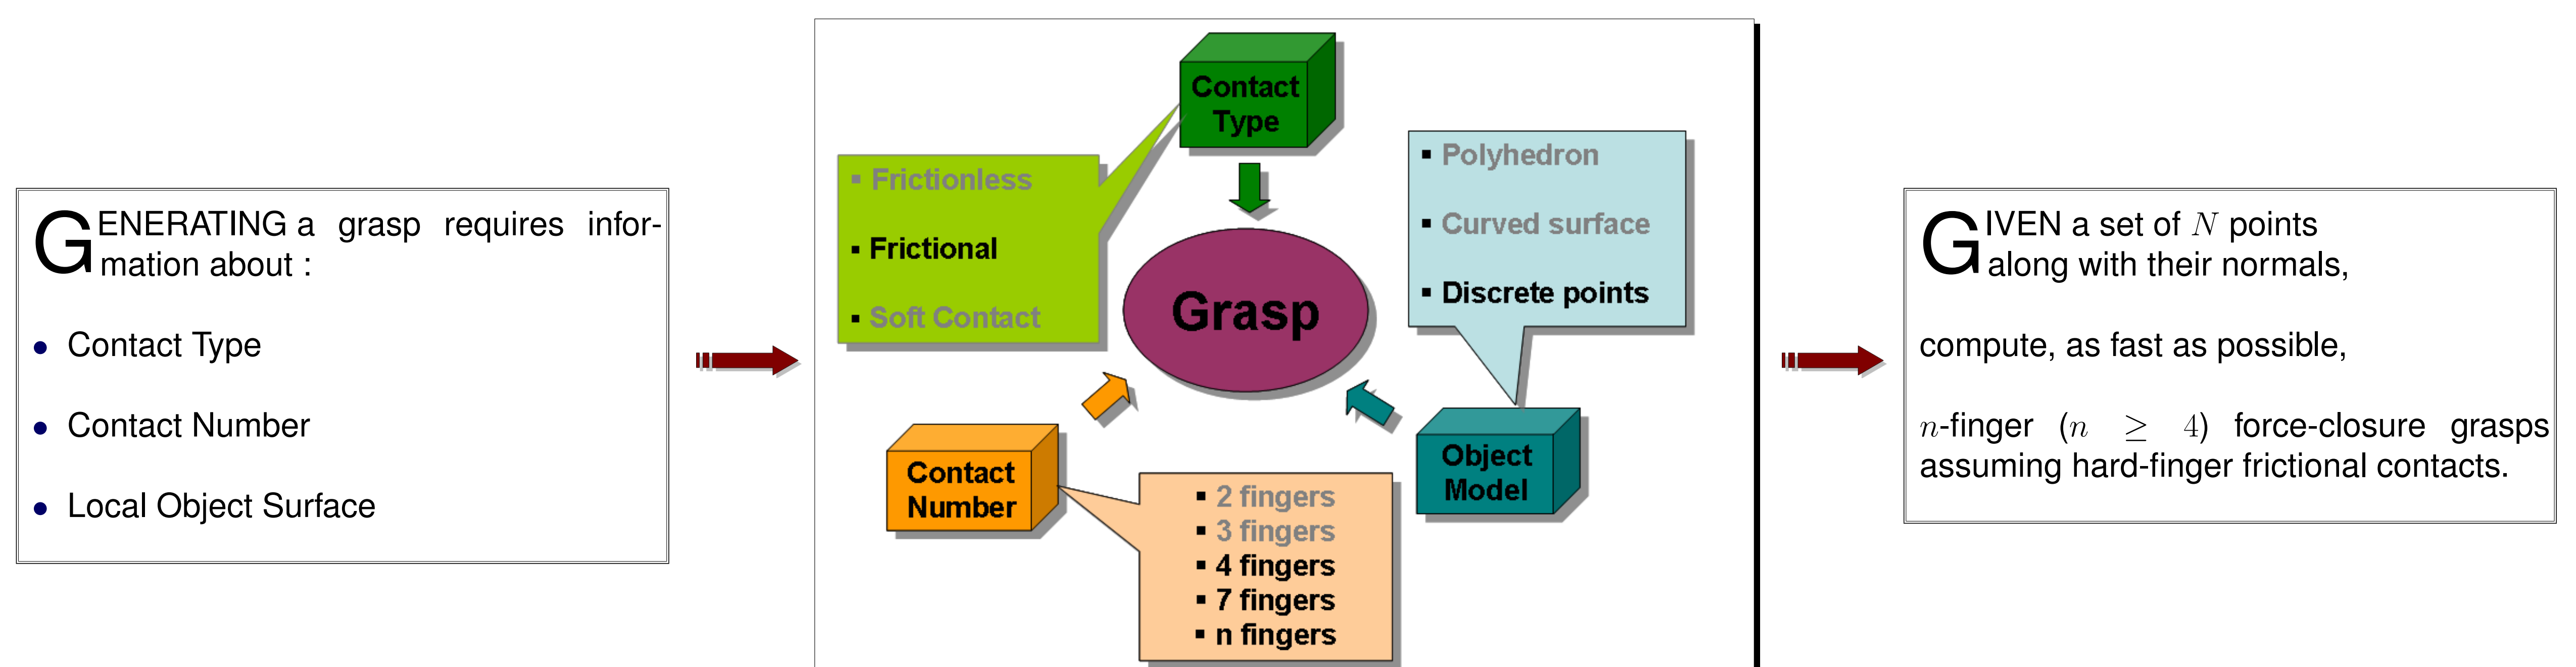 GENERATING a grasp requires infor-
mation about :
• Contact Type
• Contact Number
• Local Object Surface
Contact
Type
▪ Frictionless
▪ Frictional
▪ Soft Contact
▪ Polyhedron
▪ Curved surface
▪ Discrete points
Grasp
Contact
Number
▪ 2 fingers
▪ 3 fingers
▪ 4 fingers
▪ 7 fingers
▪ n fingers
Object
Model
GIVEN a set of N points
along with their normals,
compute, as fast as possible,
n-finger (n ≥ 4) force-closure grasps
assuming hard-finger frictional contacts.